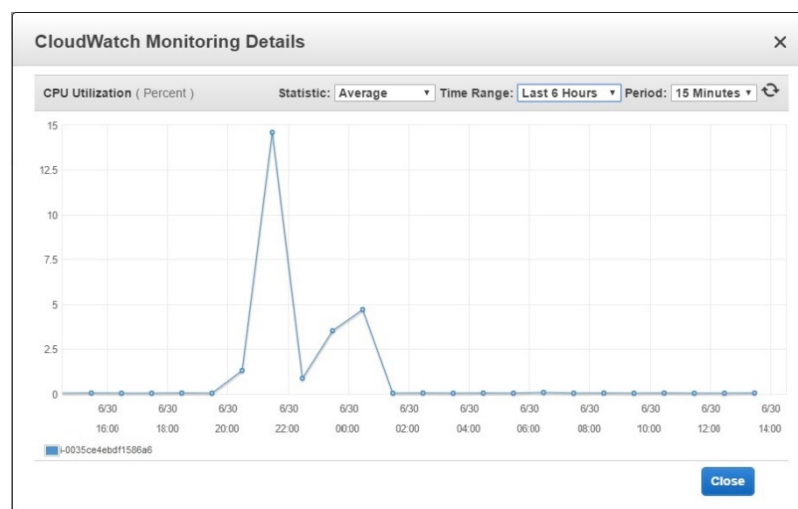 CloudWatch Monitoring Details
CPU Utilization ( Percent ) Statistic: Average Time Range: Last 6 Hours Period: 15 Minutes
15
12.5
10
7.5
5
2.5
0
6/30 6/30 6/30 6/30 6/30 6/30 6/30 6/30 6/30 6/30 6/30 6/30
16:00 18:00 20:00 22:00 00:00 02:00 04:00 06:00 08:00 10:00 12:00 14:00
i-0035ce4ebdf1586a6
Close